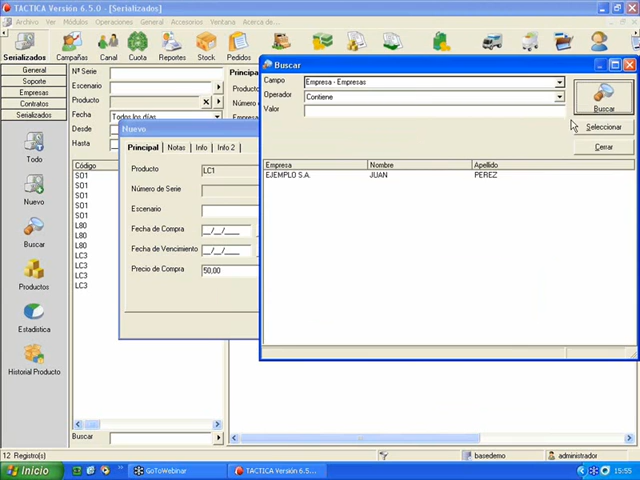 TACTICA Versión 6.5.0 - [Serializados]
Archivo Ver Módulos Operaciones General Accesorios Ventana Acerca de...
Serializados Campañas Canal Cuota Reportes Stock Pedidos
General
Soporte
Empresas
Contratos
Serializados
Todo
Nuevo
Buscar
Productos
Estadistica
Historial Producto
Nº Serie
Escenario
Producto
Fecha Todos los días
Desde
Hasta
Código
S01
S01
S01
S01
S01
L80
L80
L80
LC3
LC3
LC3
LC3
Buscar
Principal
Producto
Número
Empresa
Nuevo
Principal Notas Info Info 2
Producto LC1
Número de Serie
Escenario
Fecha de Compra __/__/____
Fecha de Vencimiento __/__/____
Precio de Compra 50,00
Buscar
Campo Empresa - Empresas
Operador Contiene
Valor
Buscar
Seleccionar
Cerrar
Empresa Nombre Apellido
EJEMPLO S.A. JUAN PEREZ
12 Registro(s) basedemo administrador
Inicio GoToWebinar TACTICA Versión 6.5.... 15:55